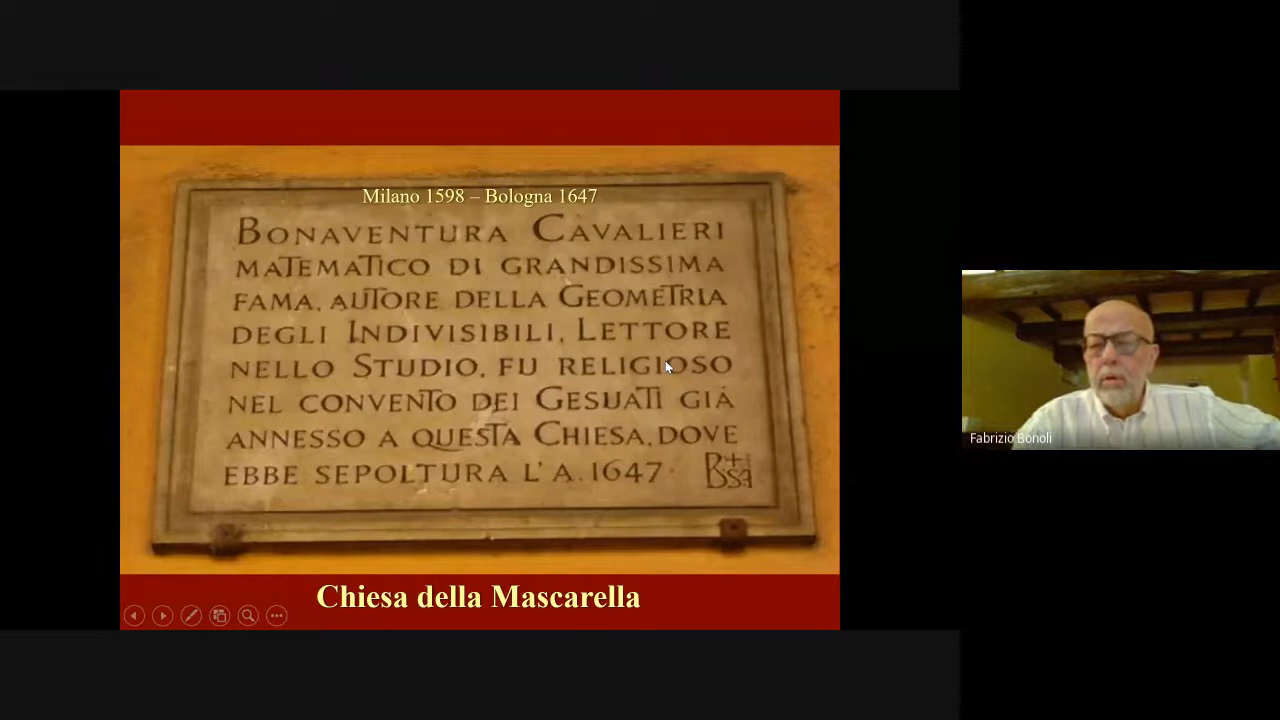 Milano 1598 – Bologna 1647
BONAVENTURA CAVALIERI
MATEMATICO DI GRANDISSIMA
FAMA, AUTORE DELLA GEOMETRIA
DEGLI INDIVISIBILI, LETTORE
NELLO STUDIO, FU RELIGIOSO
NEL CONVENTO DEI GESUATI GIÀ
ANNESSO A QUESTA CHIESA, DOVE
EBBE SEPOLTURA L' A. 1647
Chiesa della Mascarella
Fabrizio Bonoli